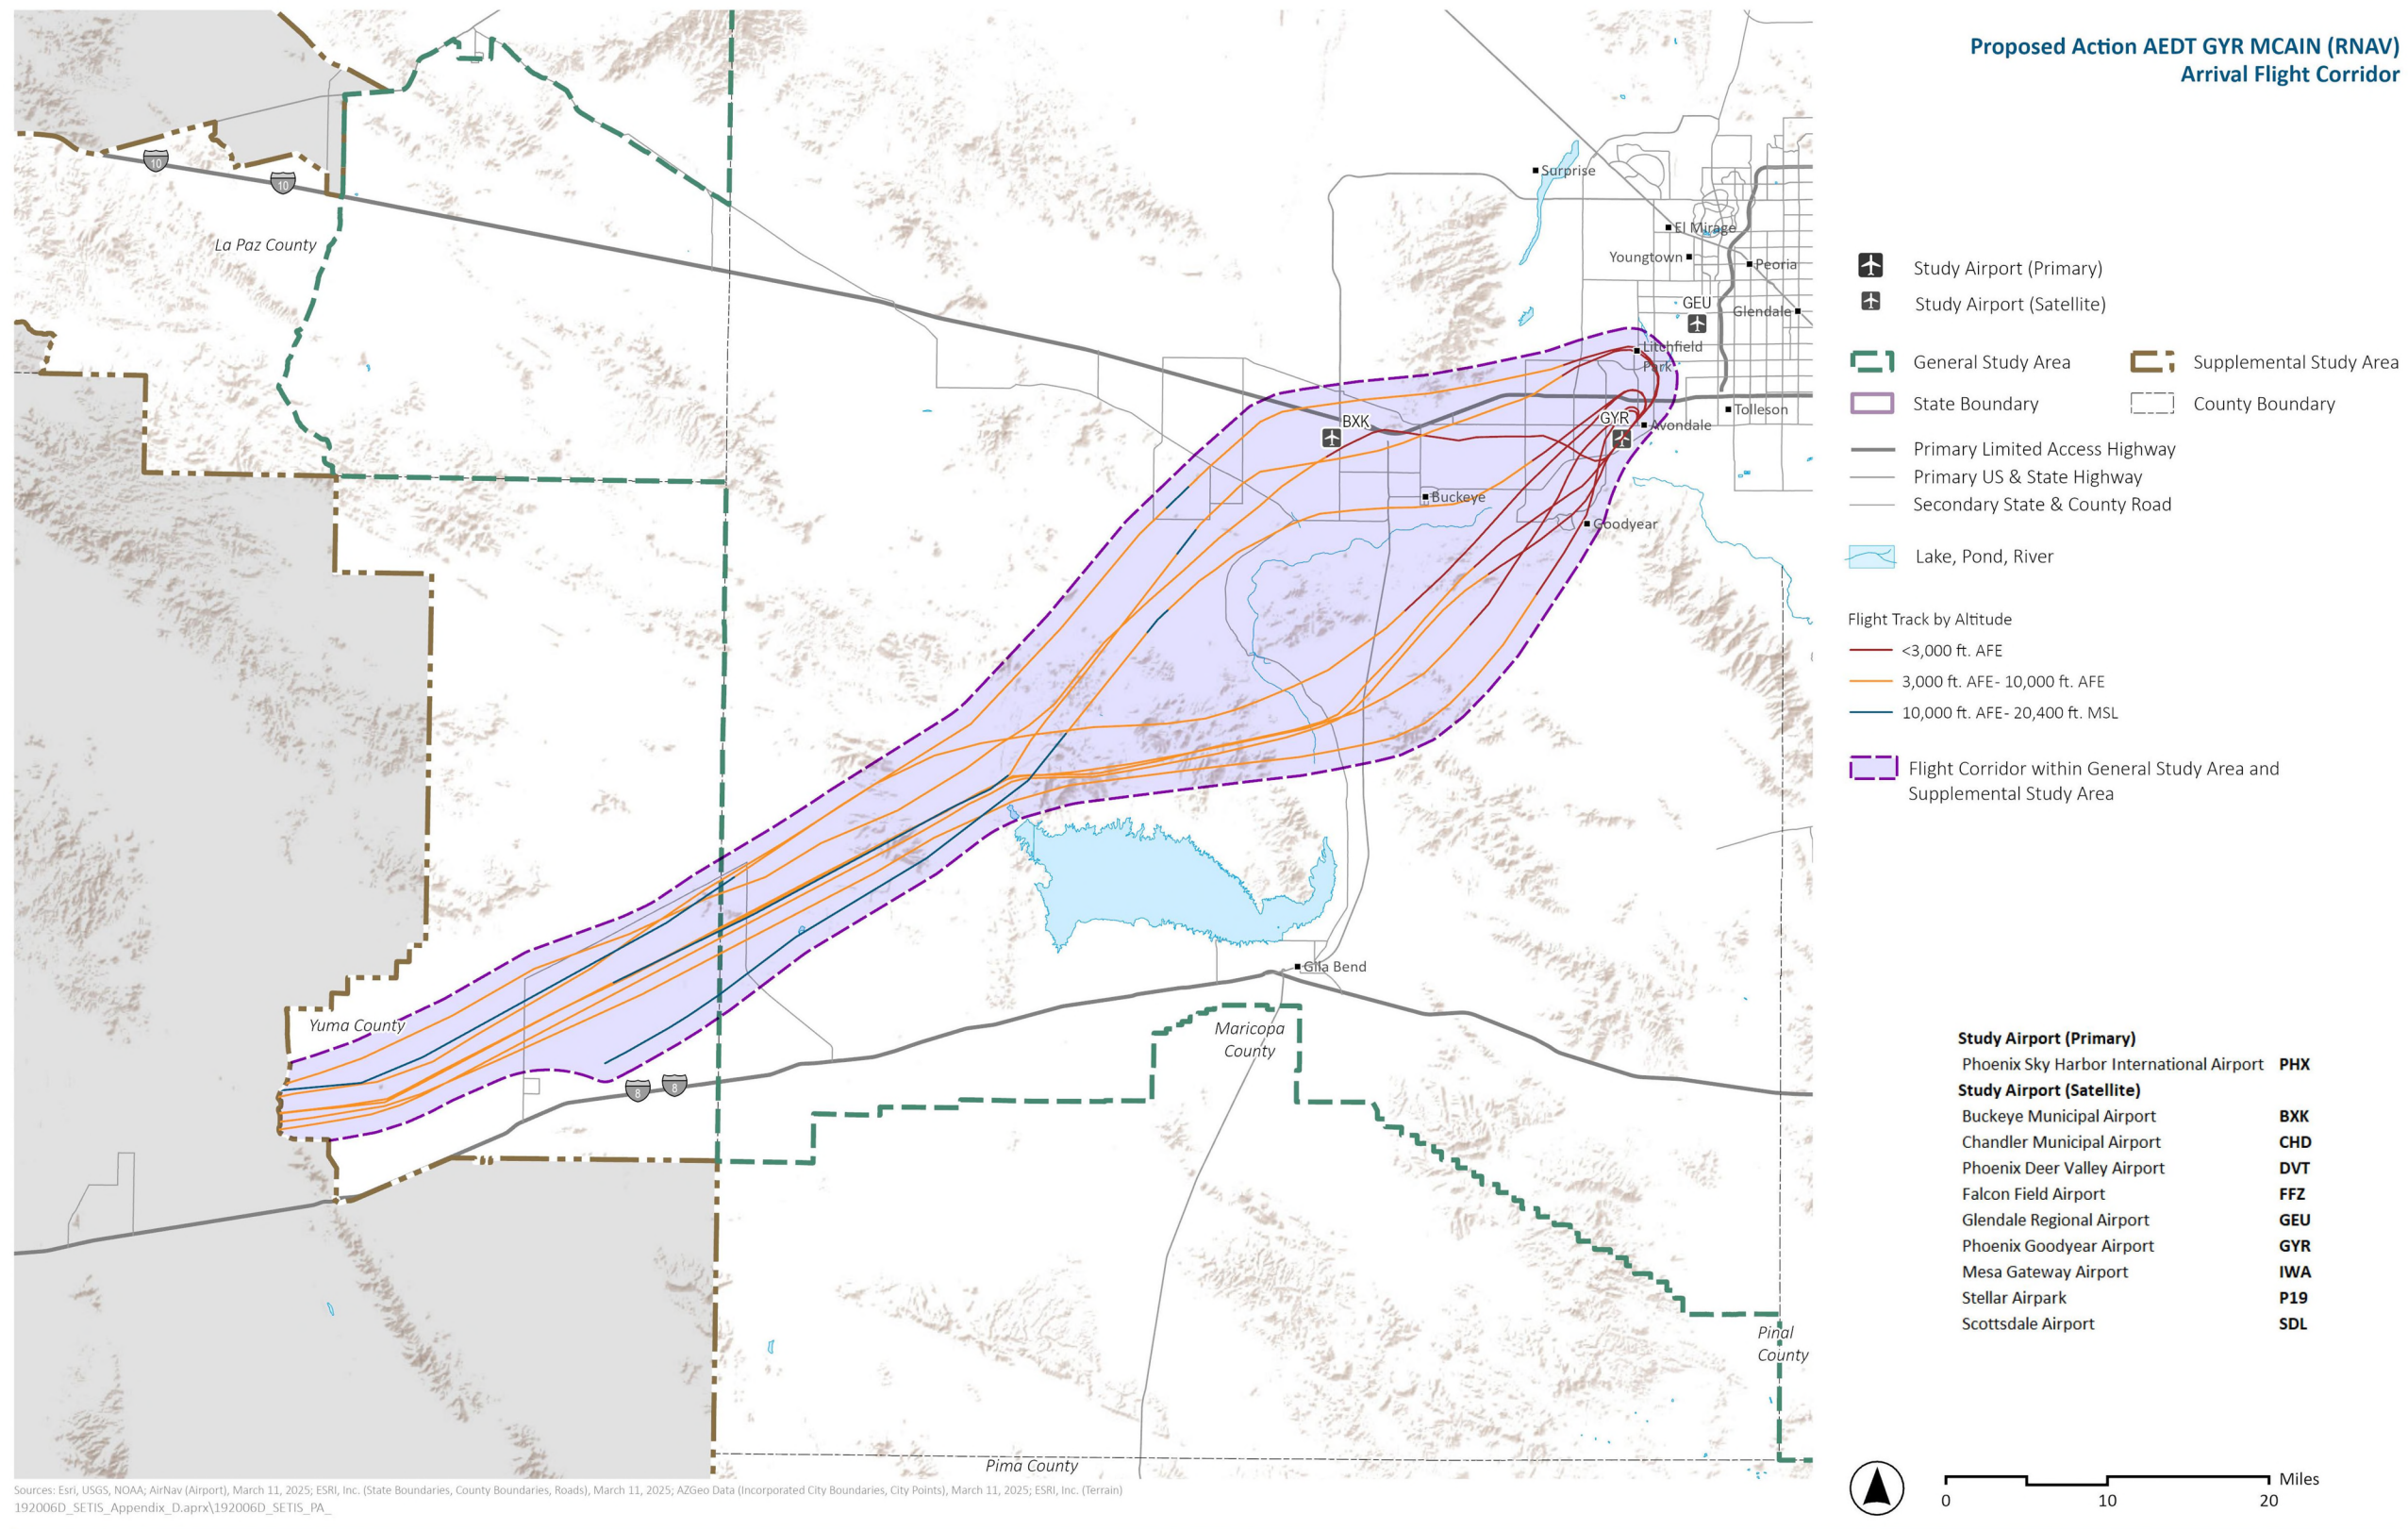 Proposed Action AEDT GYR MCAIN (RNAV)
Arrival Flight Corridor
10
10
La Paz County
Surprise
El Mirage
Youngtown
Peoria
GEU
Glendale
Litchfield
Park
BXK
GYR
Tolleson
Avondale
Buckeye
Goodyear
Gila Bend
Yuma County
Maricopa
County
8
8
Pinal
County
Pima County
Study Airport (Primary)
Study Airport (Satellite)
General Study Area
Supplemental Study Area
State Boundary
County Boundary
Primary Limited Access Highway
Primary US & State Highway
Secondary State & County Road
Lake, Pond, River
Flight Track by Altitude
<3,000 ft. AFE
3,000 ft. AFE- 10,000 ft. AFE
10,000 ft. AFE- 20,400 ft. MSL
Flight Corridor within General Study Area and
Supplemental Study Area
Study Airport (Primary)
Phoenix Sky Harbor International Airport PHX
Study Airport (Satellite)
Buckeye Municipal Airport BXK
Chandler Municipal Airport CHD
Phoenix Deer Valley Airport DVT
Falcon Field Airport FFZ
Glendale Regional Airport GEU
Phoenix Goodyear Airport GYR
Mesa Gateway Airport IWA
Stellar Airpark P19
Scottsdale Airport SDL
Miles
0 10 20
Sources: Esri, USGS, NOAA; AirNav (Airport), March 11, 2025; ESRI, Inc. (State Boundaries, County Boundaries, Roads), March 11, 2025; AZGeo Data (Incorporated City Boundaries, City Points), March 11, 2025; ESRI, Inc. (Terrain)
192006D_SETIS_Appendix_D.aprx\192006D_SETIS_PA_